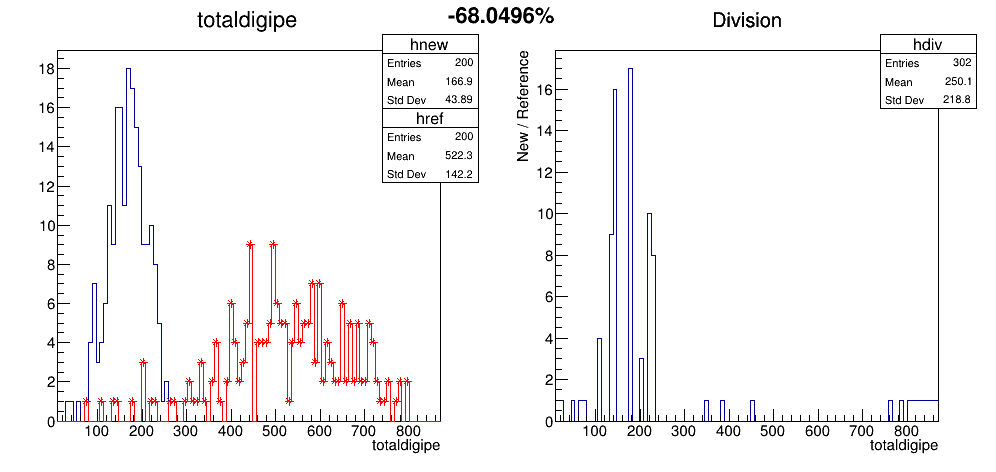 -68.0496%
totaldigipe
hnew
Entries 200
Mean 166.9
Std Dev 43.89
href
Entries 200
Mean 522.3
Std Dev 142.2
18
16
14
12
10
8
6
4
2
0
100 200 300 400 500 600 700 800
totaldigipe
Division
hdiv
Entries 302
Mean 250.1
Std Dev 218.8
New / Reference
16
14
12
10
8
6
4
2
0
100 200 300 400 500 600 700 800
totaldigipe